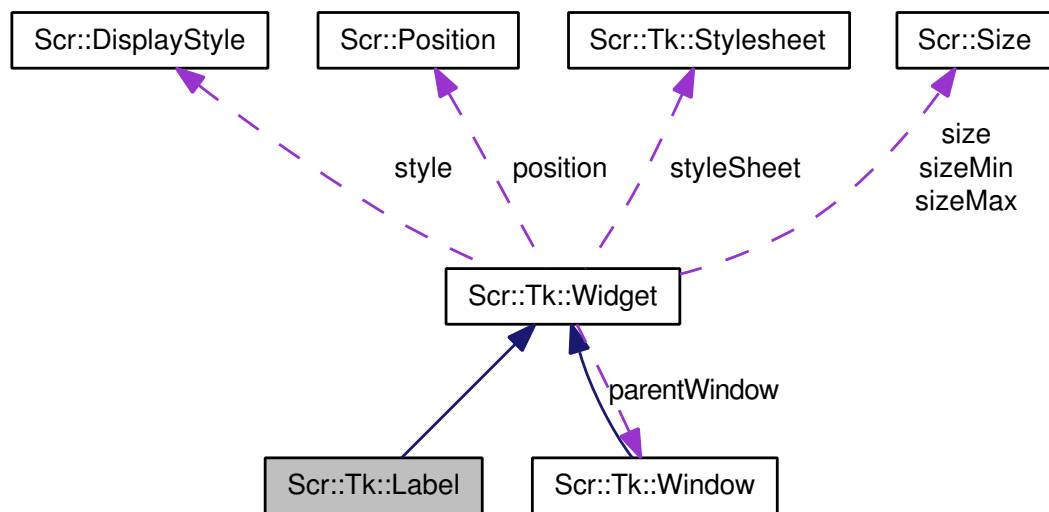 Scr::DisplayStyle
Scr::Position
Scr::Tk::Stylesheet
Scr::Size
style
position
styleSheet
size
sizeMin
sizeMax
Scr::Tk::Widget
parentWindow
Scr::Tk::Label
Scr::Tk::Window